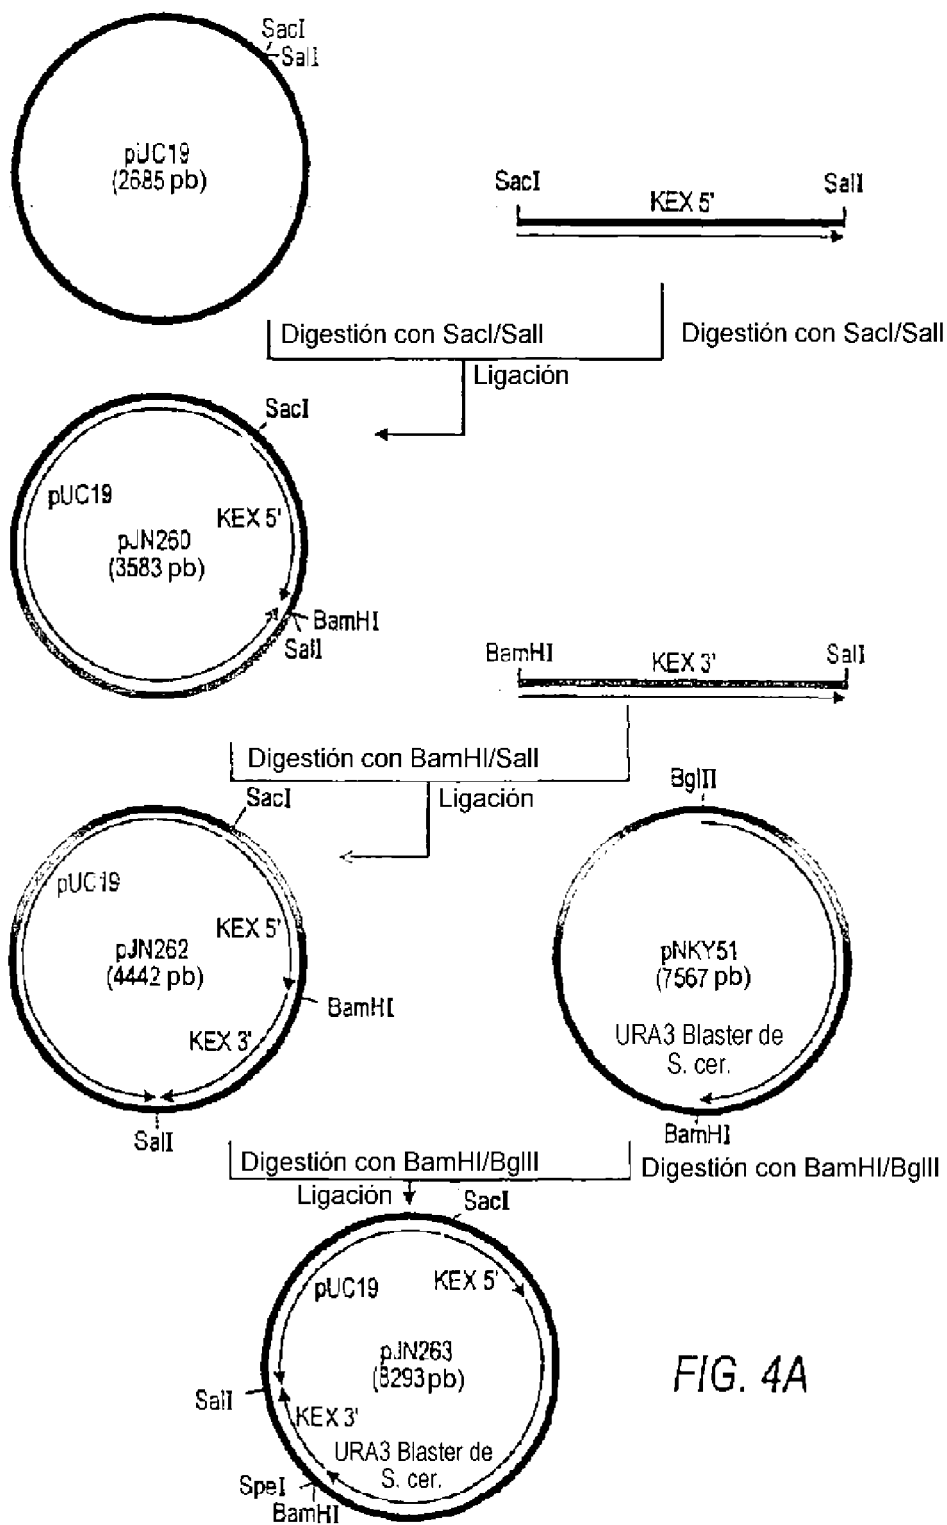 SacI
SalI
pUC19
(2685 pb)
SacI
KEX 5'
SalI
Digestión con SacI/SalI
Digestión con SacI/SalI
Ligación
SacI
pUC19
KEX 5'
pJN260
(3583 pb)
BamHI
SalI
BamHI
KEX 3'
SalI
Digestión con BamHI/SalI
Ligación
SacI
pUC19
KEX 5'
pJN262
(4442 pb)
BamHI
KEX 3'
SalI
BglII
pNKY51
(7567 pb)
URA3 Blaster de
S. cer.
BamHI
Digestión con BamHI/BglII
Digestión con BamHI/BglII
Ligación
SacI
KEX 5'
pUC19
pJN263
(8293 pb)
SalI
KEX 3'
URA3 Blaster de
S. cer.
SpeI
BamHI
FIG. 4A